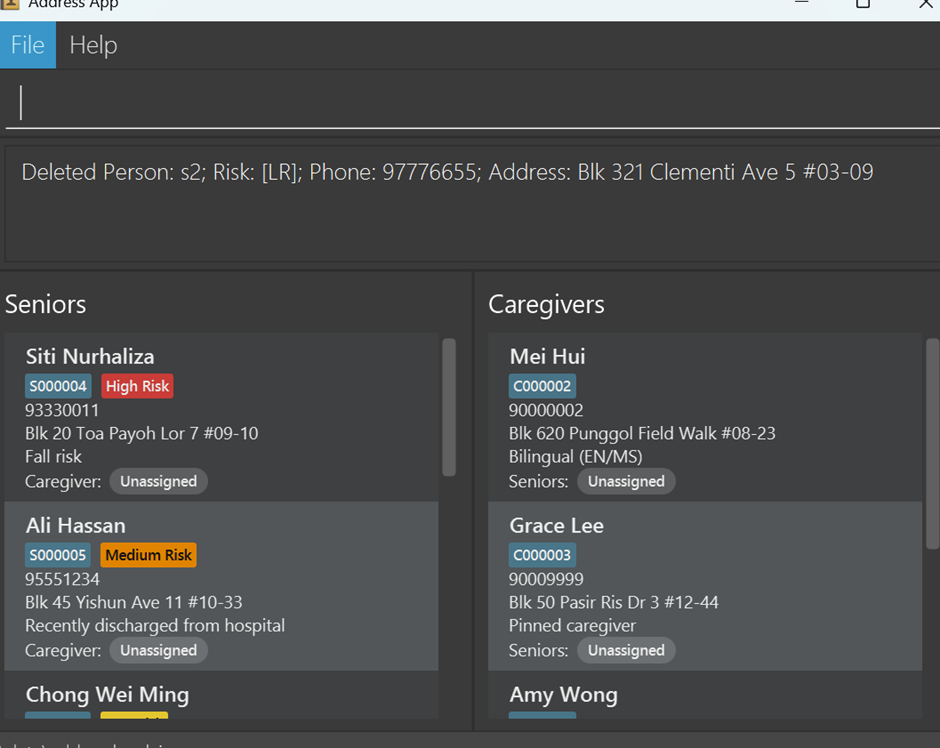 Address App
File Help
Deleted Person: s2; Risk: [LR]; Phone: 97776655; Address: Blk 321 Clementi Ave 5 #03-09
Seniors
Siti Nurhaliza
S000004 High Risk
93330011
Blk 20 Toa Payoh Lor 7 #09-10
Fall risk
Caregiver: Unassigned
Ali Hassan
S000005 Medium Risk
95551234
Blk 45 Yishun Ave 11 #10-33
Recently discharged from hospital
Caregiver: Unassigned
Chong Wei Ming
Caregivers
Mei Hui
C000002
90000002
Blk 620 Punggol Field Walk #08-23
Bilingual (EN/MS)
Seniors: Unassigned
Grace Lee
C000003
90009999
Blk 50 Pasir Ris Dr 3 #12-44
Pinned caregiver
Seniors: Unassigned
Amy Wong